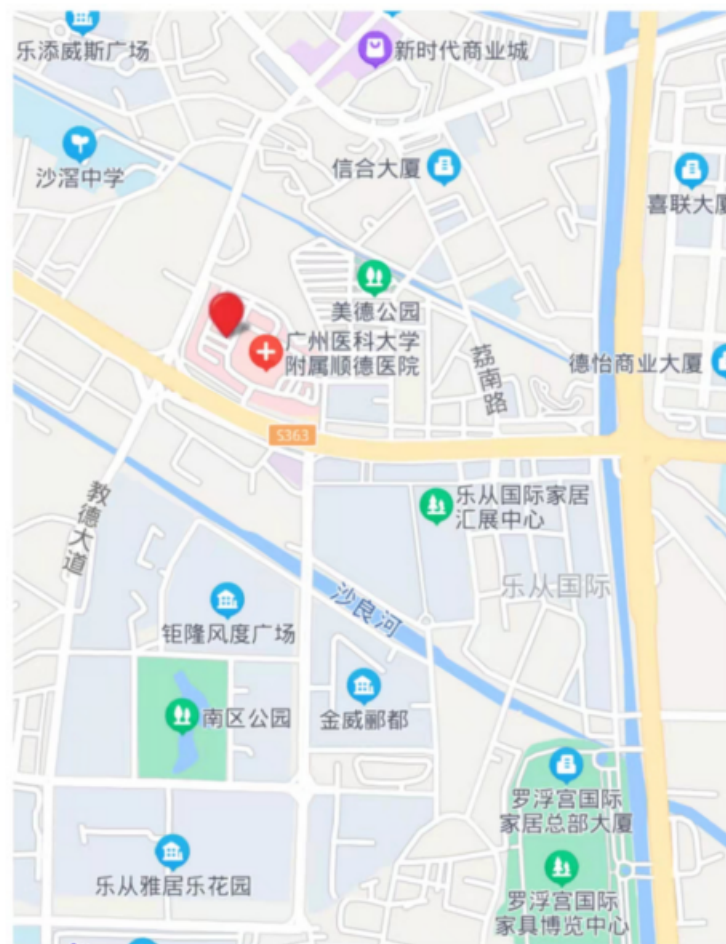 乐添威斯广场
新时代商业城
沙滘中学
信合大厦
喜联大厦
美德公园
广州医科大学
附属顺德医院
荔南路
德怡商业大厦
S363
教德大道
乐从国际家居
汇展中心
乐从国际
沙良河
钜隆风度广场
南区公园
金威郦都
罗浮宫国际
家居总部大厦
乐从雅居乐花园
罗浮宫国际
家具博览中心